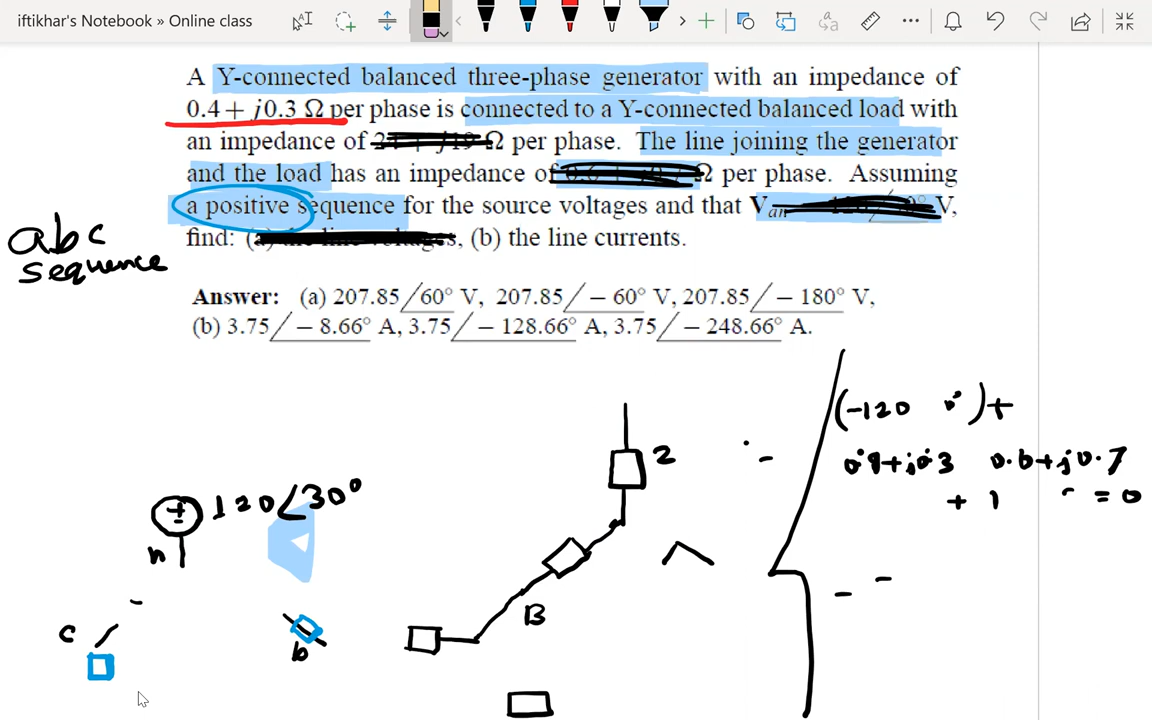 iftikhar's Notebook » Online class
A Y-connected balanced three-phase generator with an impedance of
0.4 + j0.3 Ω per phase is connected to a Y-connected balanced load with
an impedance of Ω per phase. The line joining the generator
and the load has an impedance of Ω per phase. Assuming
a positive sequence for the source voltages and that Van V,
find: (a) the line voltages, (b) the line currents.
abc
sequence
Answer: (a) 207.85/60° V, 207.85/− 60° V, 207.85/− 180° V,
(b) 3.75/− 8.66° A, 3.75/− 128.66° A, 3.75/− 248.66° A.
(-120 0°)+
0.4+j0.3 0.6+j0.7
+ 1 = 0
Z
120∠30°
n
B
c
b